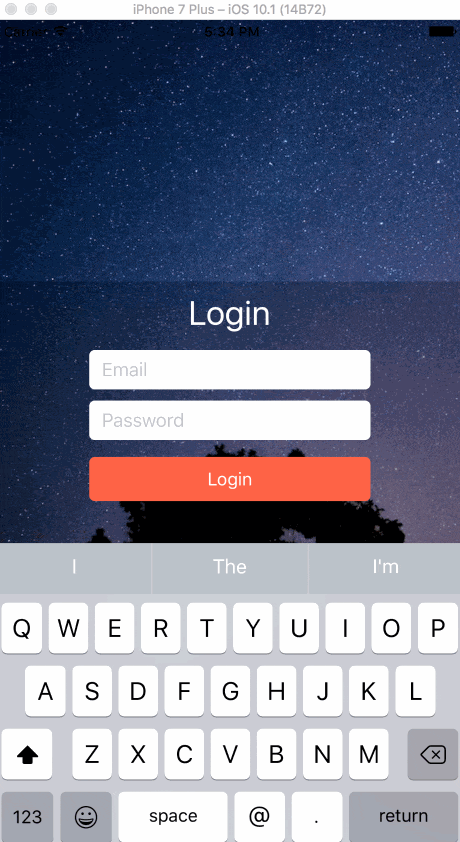 iPhone 7 Plus – iOS 10.1 (14B72)
Carrier 5:34 PM
Login
Email
Password
Login
I The I'm
Q W E R T Y U I O P
A S D F G H J K L
Z X C V B N M
123 space @ . return